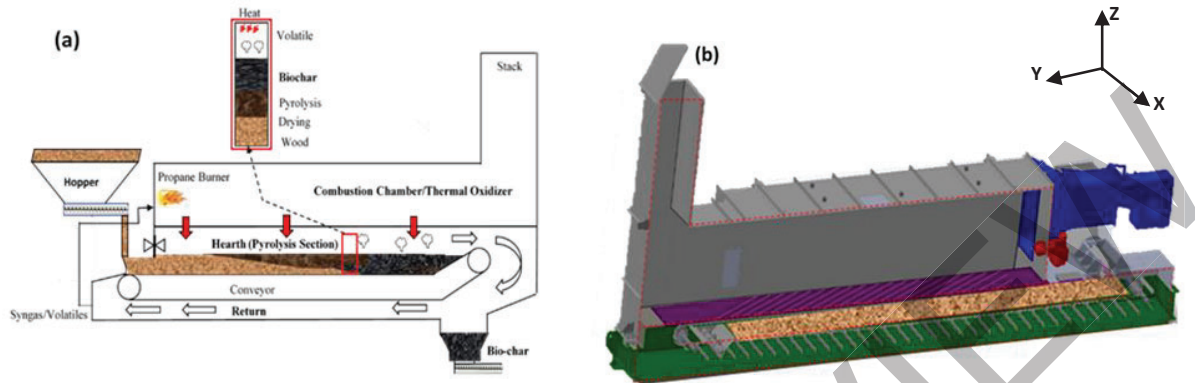 (a)
Heat
Volatile
Biochar
Pyrolysis
Drying
Wood
Stack
Hopper
Propane Burner
Combustion Chamber/Thermal Oxidizer
Hearth (Pyrolysis Section)
Conveyor
Return
Syngas/Volatiles
Bio-char
(b)
Z
Y
X